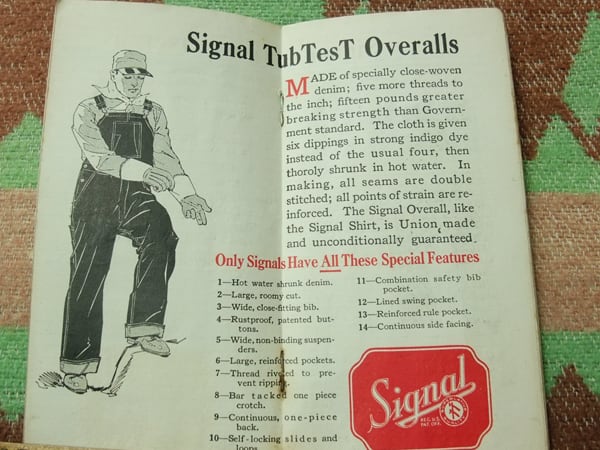 Signal TubTesT Overalls
MADE of specially close-woven
denim; five more threads to
the inch; fifteen pounds greater
breaking strength than Govern-
ment standard. The cloth is given
six dippings in strong indigo dye
instead of the usual four, then
thoroly shrunk in hot water. In
making, all seams are double
stitched; all points of strain are re-
inforced. The Signal Overall, like
the Signal Shirt, is Union made
and unconditionally guaranteed.
Only Signals Have All These Special Features
1—Hot water shrunk denim.
2—Large, roomy cut.
3—Wide, close-fitting bib.
4—Rustproof, patented but-
tons.
5—Wide, non-binding suspen-
ders.
6—Large, reinforced pockets.
7—Thread riveted to pre-
vent ripping.
8—Bar tacked one piece
crotch.
9—Continuous, one-piece
back.
10—Self-locking slides and
loops.
11—Combination safety bib
pocket.
12—Lined swing pocket.
13—Reinforced rule pocket.
14—Continuous side facing.
Signal
REG. U.S.
PAT. OFF.